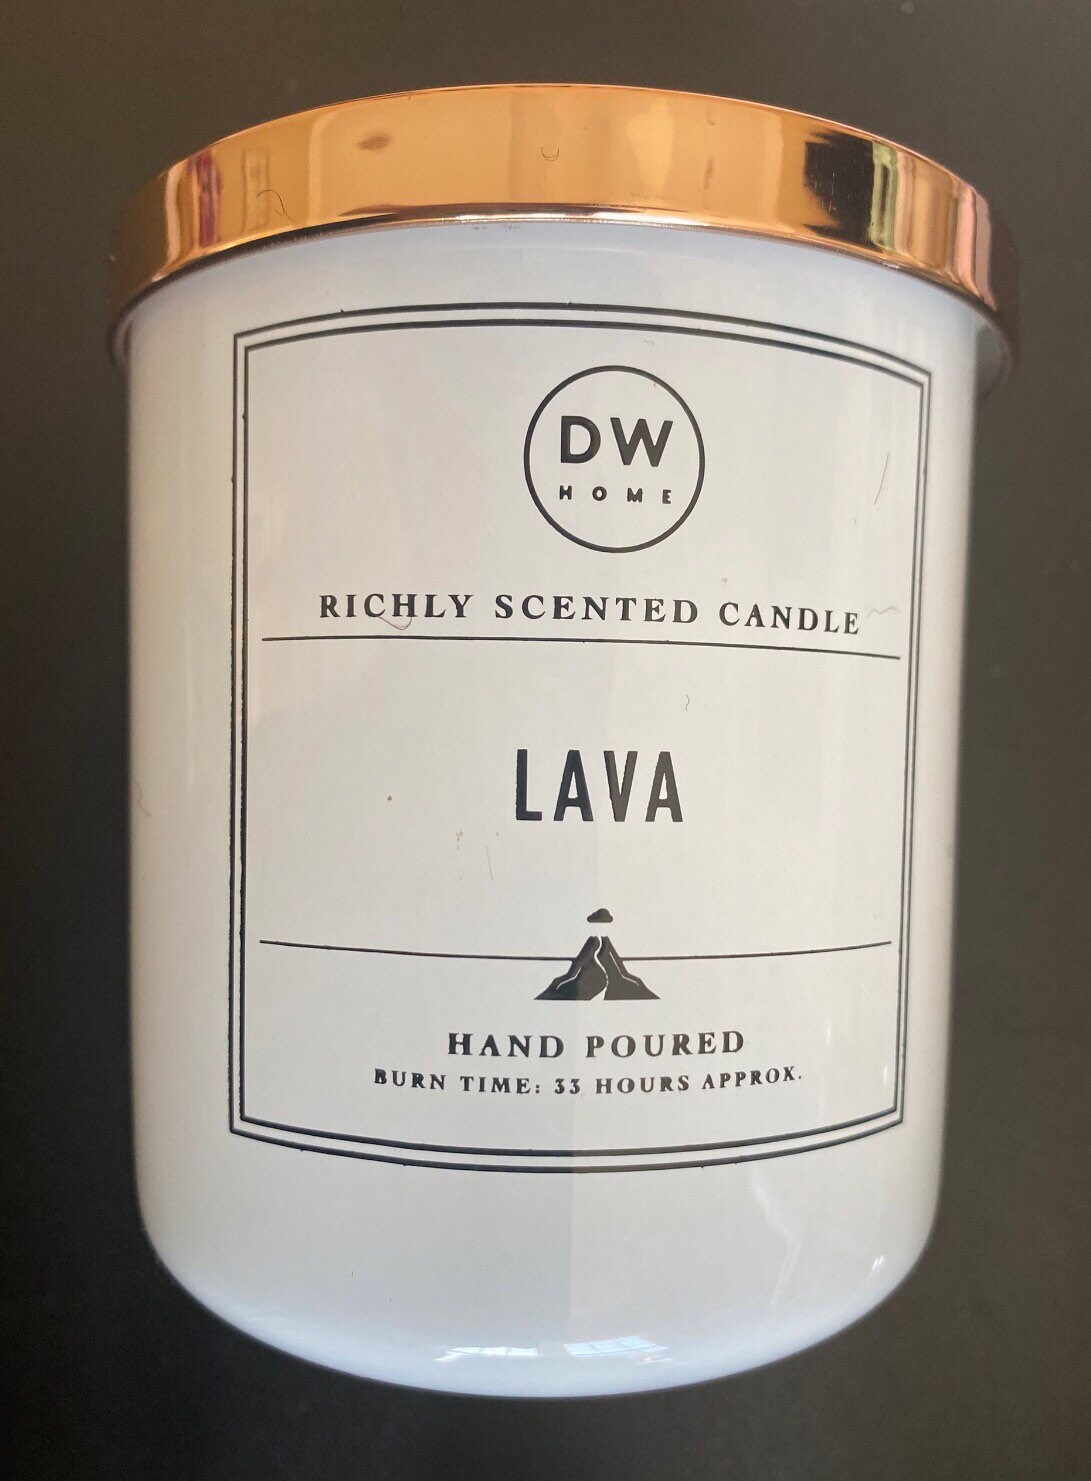 DW
HOME
RICHLY SCENTED CANDLE
LAVA
HAND POURED
BURN TIME: 33 HOURS APPROX.